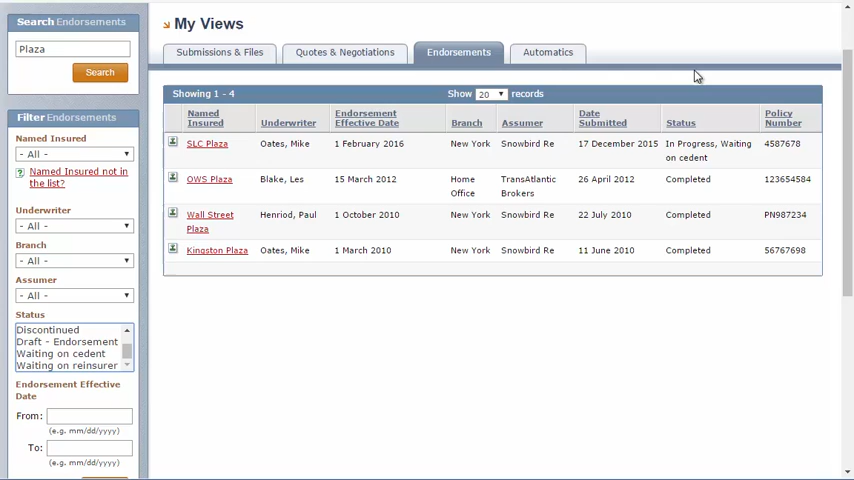 Search Endorsements
Plaza
Search
Filter Endorsements
Named Insured
- All -
Named Insured not in
the list?
Underwriter
- All -
Branch
- All -
Assumer
- All -
Status
Discontinued
Draft - Endorsement
Waiting on cedent
Waiting on reinsurer
Endorsement Effective
Date
From:
(e.g. mm/dd/yyyy)
To:
(e.g. mm/dd/yyyy)
My Views
Submissions & Files Quotes & Negotiations Endorsements Automatics
Showing 1 - 4 Show 20 records
Named Endorsement Date Policy
Insured Underwriter Effective Date Branch Assumer Submitted Status Number
SLC Plaza Oates, Mike 1 February 2016 New York Snowbird Re 17 December 2015 In Progress, Waiting 4587678
on cedent
OWS Plaza Blake, Les 15 March 2012 Home TransAtlantic 26 April 2012 Completed 123654584
Office Brokers
Wall Street Henriod, Paul 1 October 2010 New York Snowbird Re 22 July 2010 Completed PN987234
Plaza
Kingston Plaza Oates, Mike 1 March 2010 New York Snowbird Re 11 June 2010 Completed 56767698